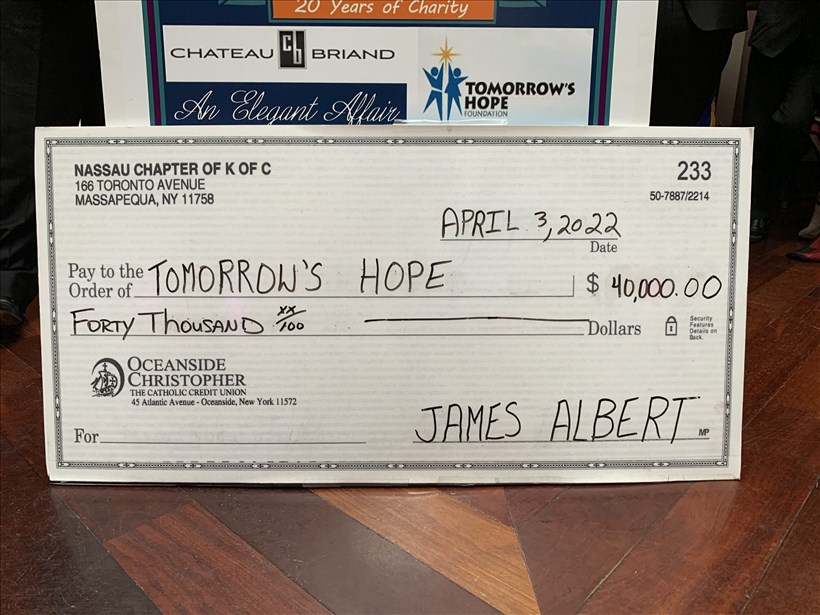 20 Years of Charity
CHATEAU Cb BRIAND
An Elegant Affair
TOMORROW'S
HOPE
FOUNDATION
NASSAU CHAPTER OF K OF C
166 TORONTO AVENUE
MASSAPEQUA, NY 11758
233
50-7887/2214
APRIL 3, 2022
Date
Pay to the
Order of TOMORROW'S HOPE $ 40,000.00
FORTY THOUSAND xx/100 Dollars
Security
Features
Details on
Back.
OCEANSIDE
CHRISTOPHER
THE CATHOLIC CREDIT UNION
45 Atlantic Avenue - Oceanside, New York 11572
For
JAMES ALBERT
MP